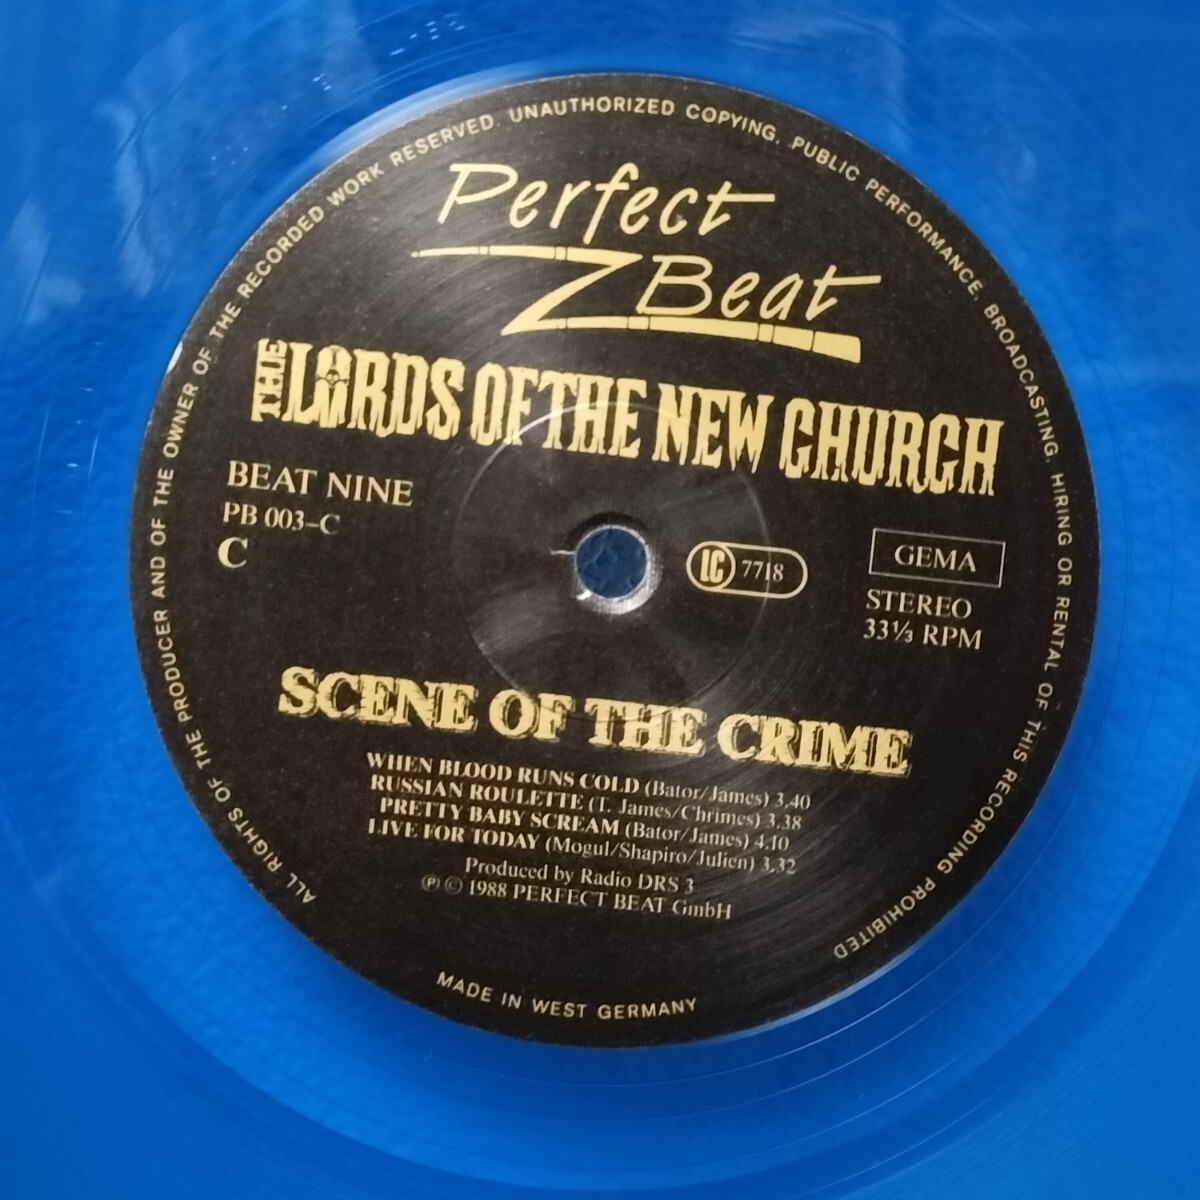 ALL RIGHTS OF THE PRODUCER AND OF THE OWNER OF THE RECORDED WORK RESERVED. UNAUTHORIZED COPYING, PUBLIC PERFORMANCE, BROADCASTING, HIRING OR RENTAL OF THIS RECORDING PROHIBITED
Perfect
Beat
THE LORDS OF THE NEW CHURCH
BEAT NINE
PB 003-C
C
LC 7718
GEMA
STEREO
33⅓ RPM
SCENE OF THE CRIME
WHEN BLOOD RUNS COLD (Bator/James) 3.40
RUSSIAN ROULETTE (T. James/Chrimes) 3.38
PRETTY BABY SCREAM (Bator/James) 4.10
LIVE FOR TODAY (Mogul/Shapiro/Julien) 3.32
Produced by Radio DRS 3
℗ © 1988 PERFECT BEAT GmbH
MADE IN WEST GERMANY